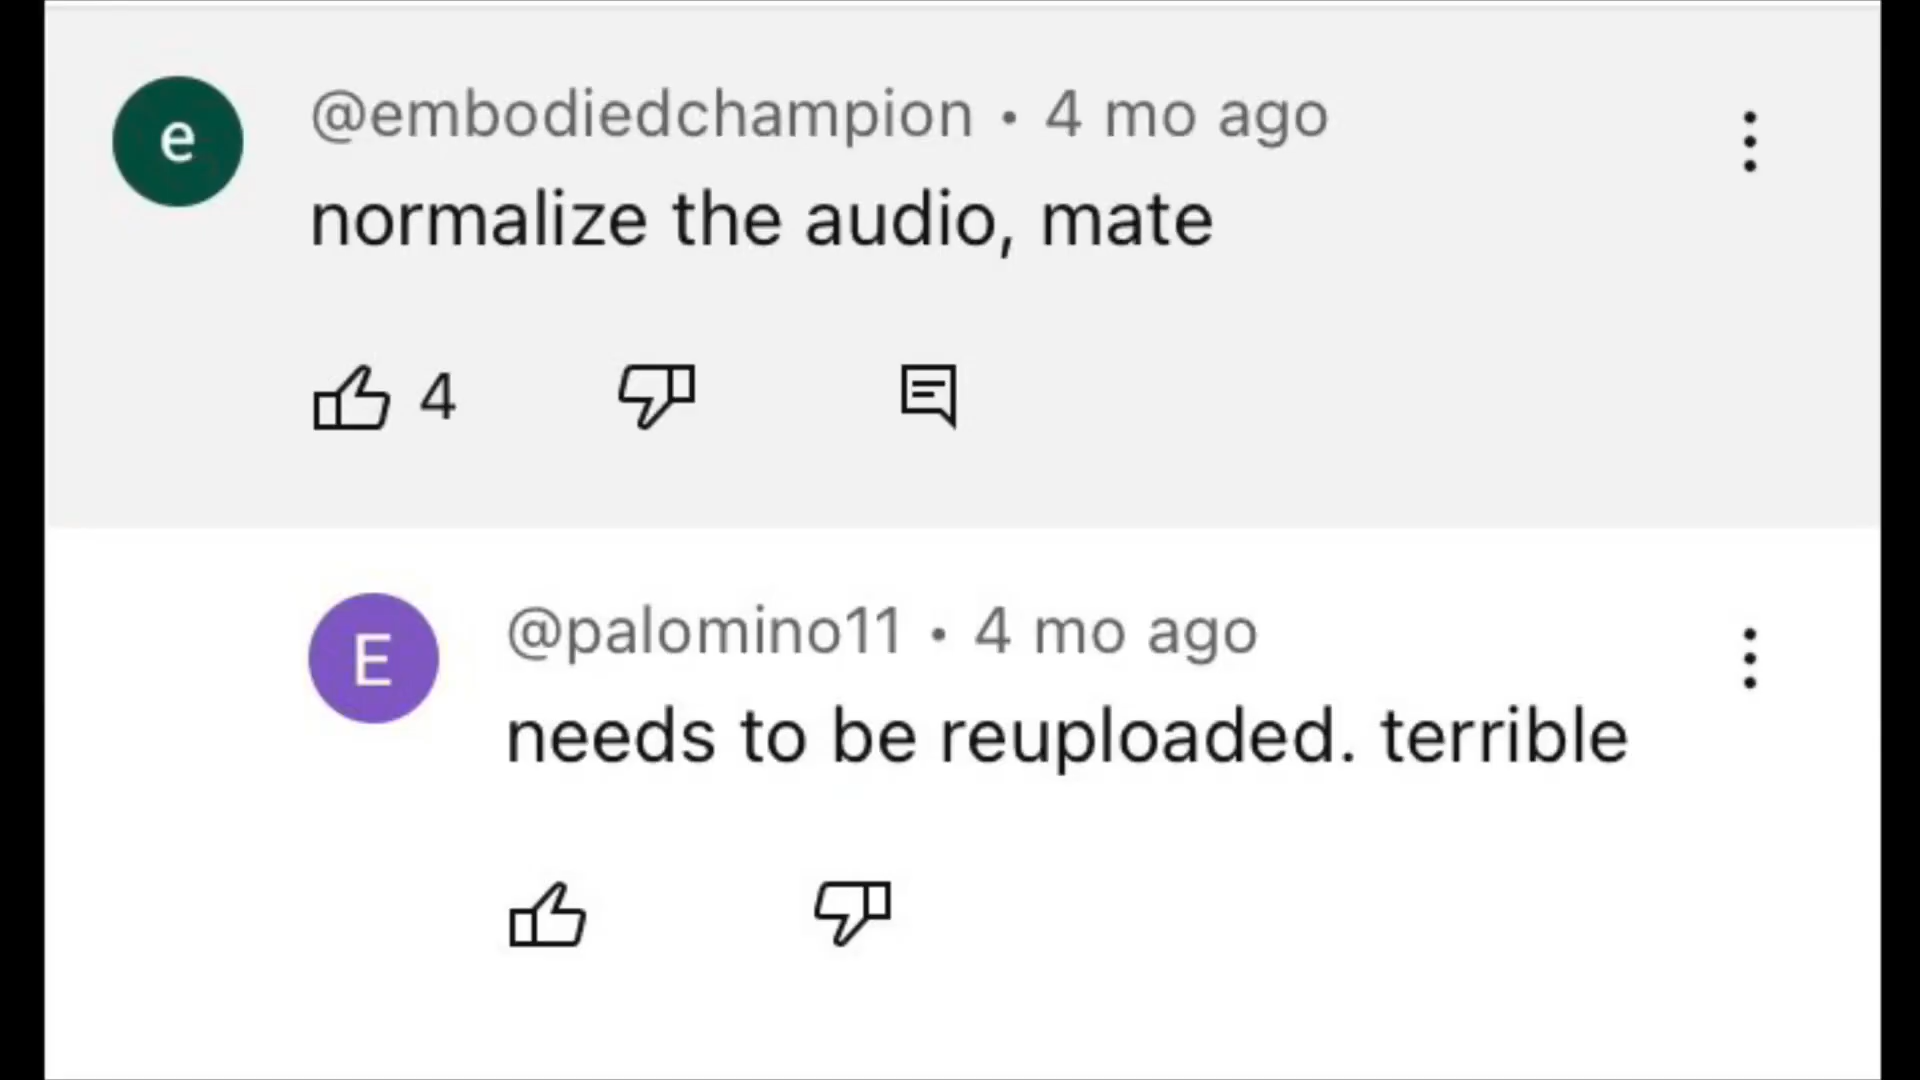 e
@embodiedchampion • 4 mo ago
normalize the audio, mate
4
E
@palomino11 • 4 mo ago
needs to be reuploaded. terrible